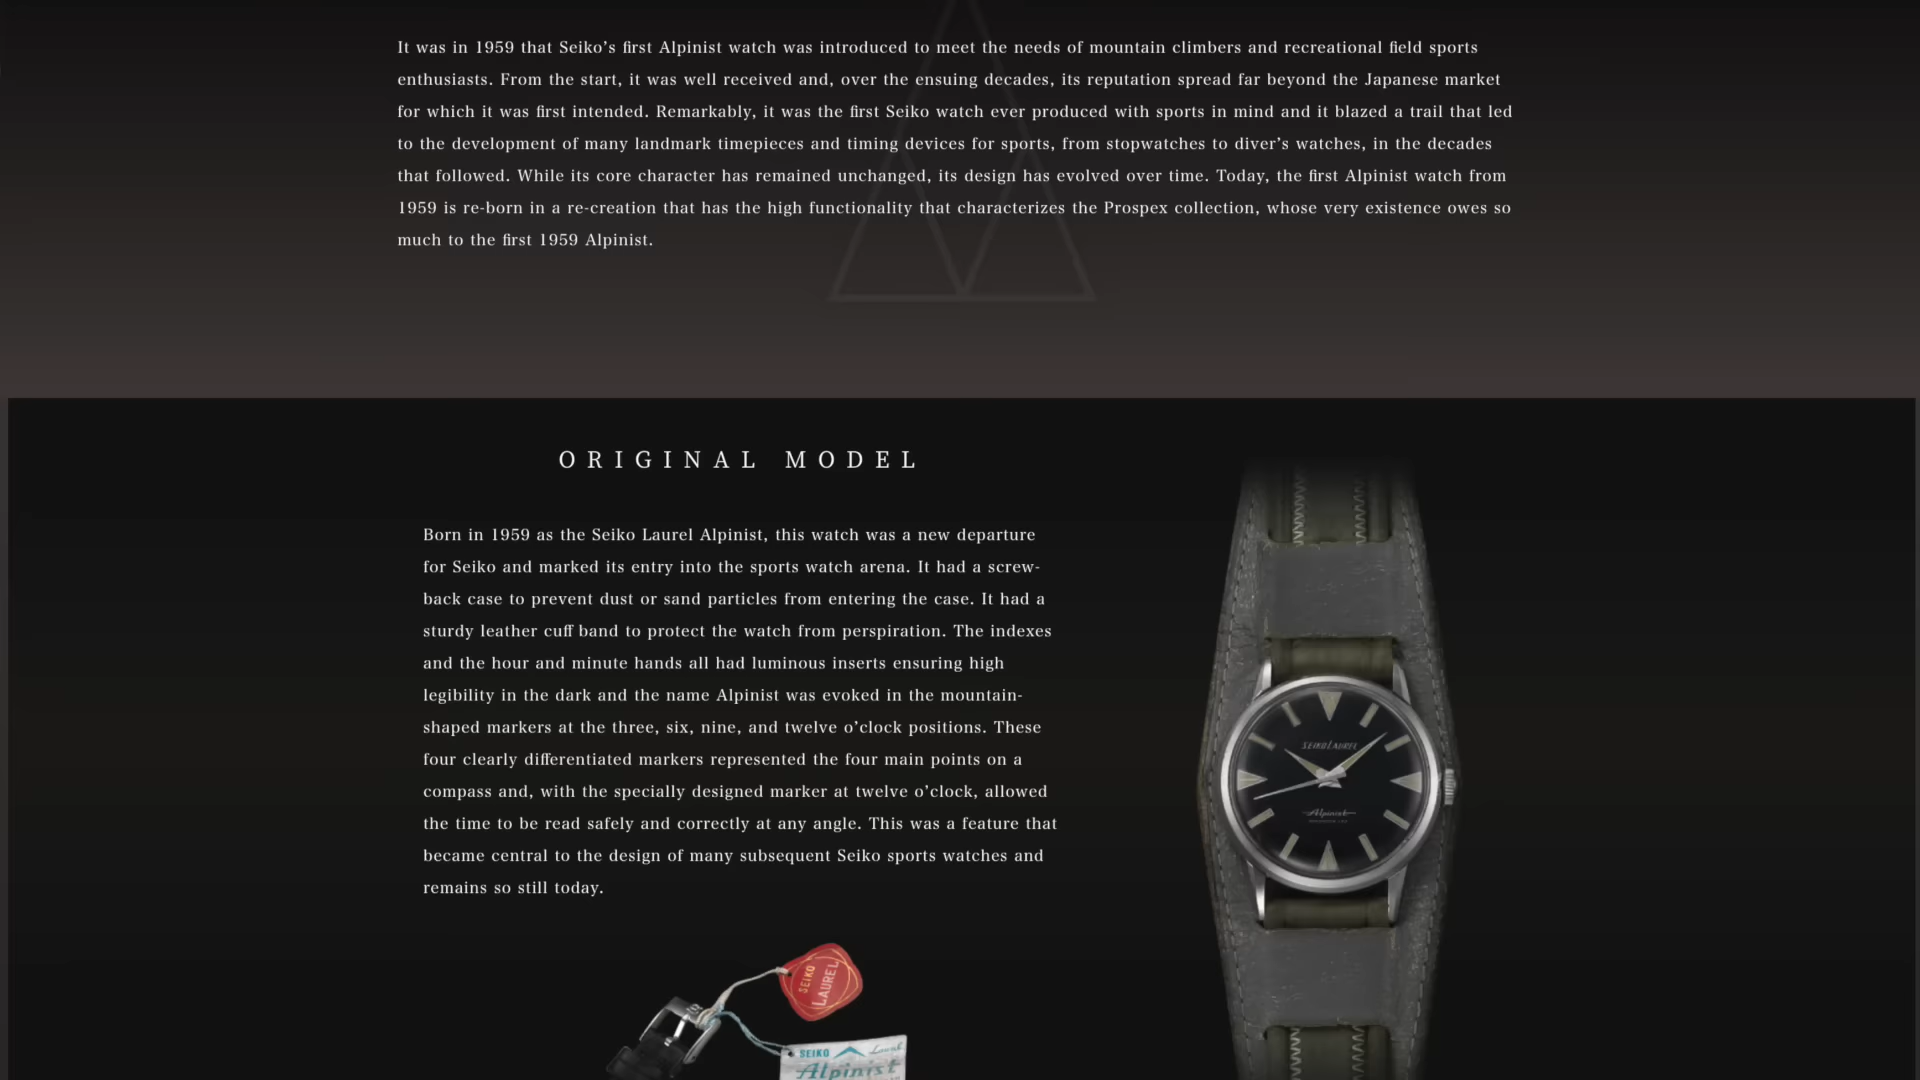 It was in 1959 that Seiko’s first Alpinist watch was introduced to meet the needs of mountain climbers and recreational field sports
enthusiasts. From the start, it was well received and, over the ensuing decades, its reputation spread far beyond the Japanese market
for which it was first intended. Remarkably, it was the first Seiko watch ever produced with sports in mind and it blazed a trail that led
to the development of many landmark timepieces and timing devices for sports, from stopwatches to diver’s watches, in the decades
that followed. While its core character has remained unchanged, its design has evolved over time. Today, the first Alpinist watch from
1959 is re-born in a re-creation that has the high functionality that characterizes the Prospex collection, whose very existence owes so
much to the first 1959 Alpinist.
ORIGINAL MODEL
Born in 1959 as the Seiko Laurel Alpinist, this watch was a new departure
for Seiko and marked its entry into the sports watch arena. It had a screw-
back case to prevent dust or sand particles from entering the case. It had a
sturdy leather cuff band to protect the watch from perspiration. The indexes
and the hour and minute hands all had luminous inserts ensuring high
legibility in the dark and the name Alpinist was evoked in the mountain-
shaped markers at the three, six, nine, and twelve o’clock positions. These
four clearly differentiated markers represented the four main points on a
compass and, with the specially designed marker at twelve o’clock, allowed
the time to be read safely and correctly at any angle. This was a feature that
became central to the design of many subsequent Seiko sports watches and
remains so still today.
SEIKO LAUREL
Alpinist
SEIKO
LAUREL
SEIKO Laurel
Alpinist